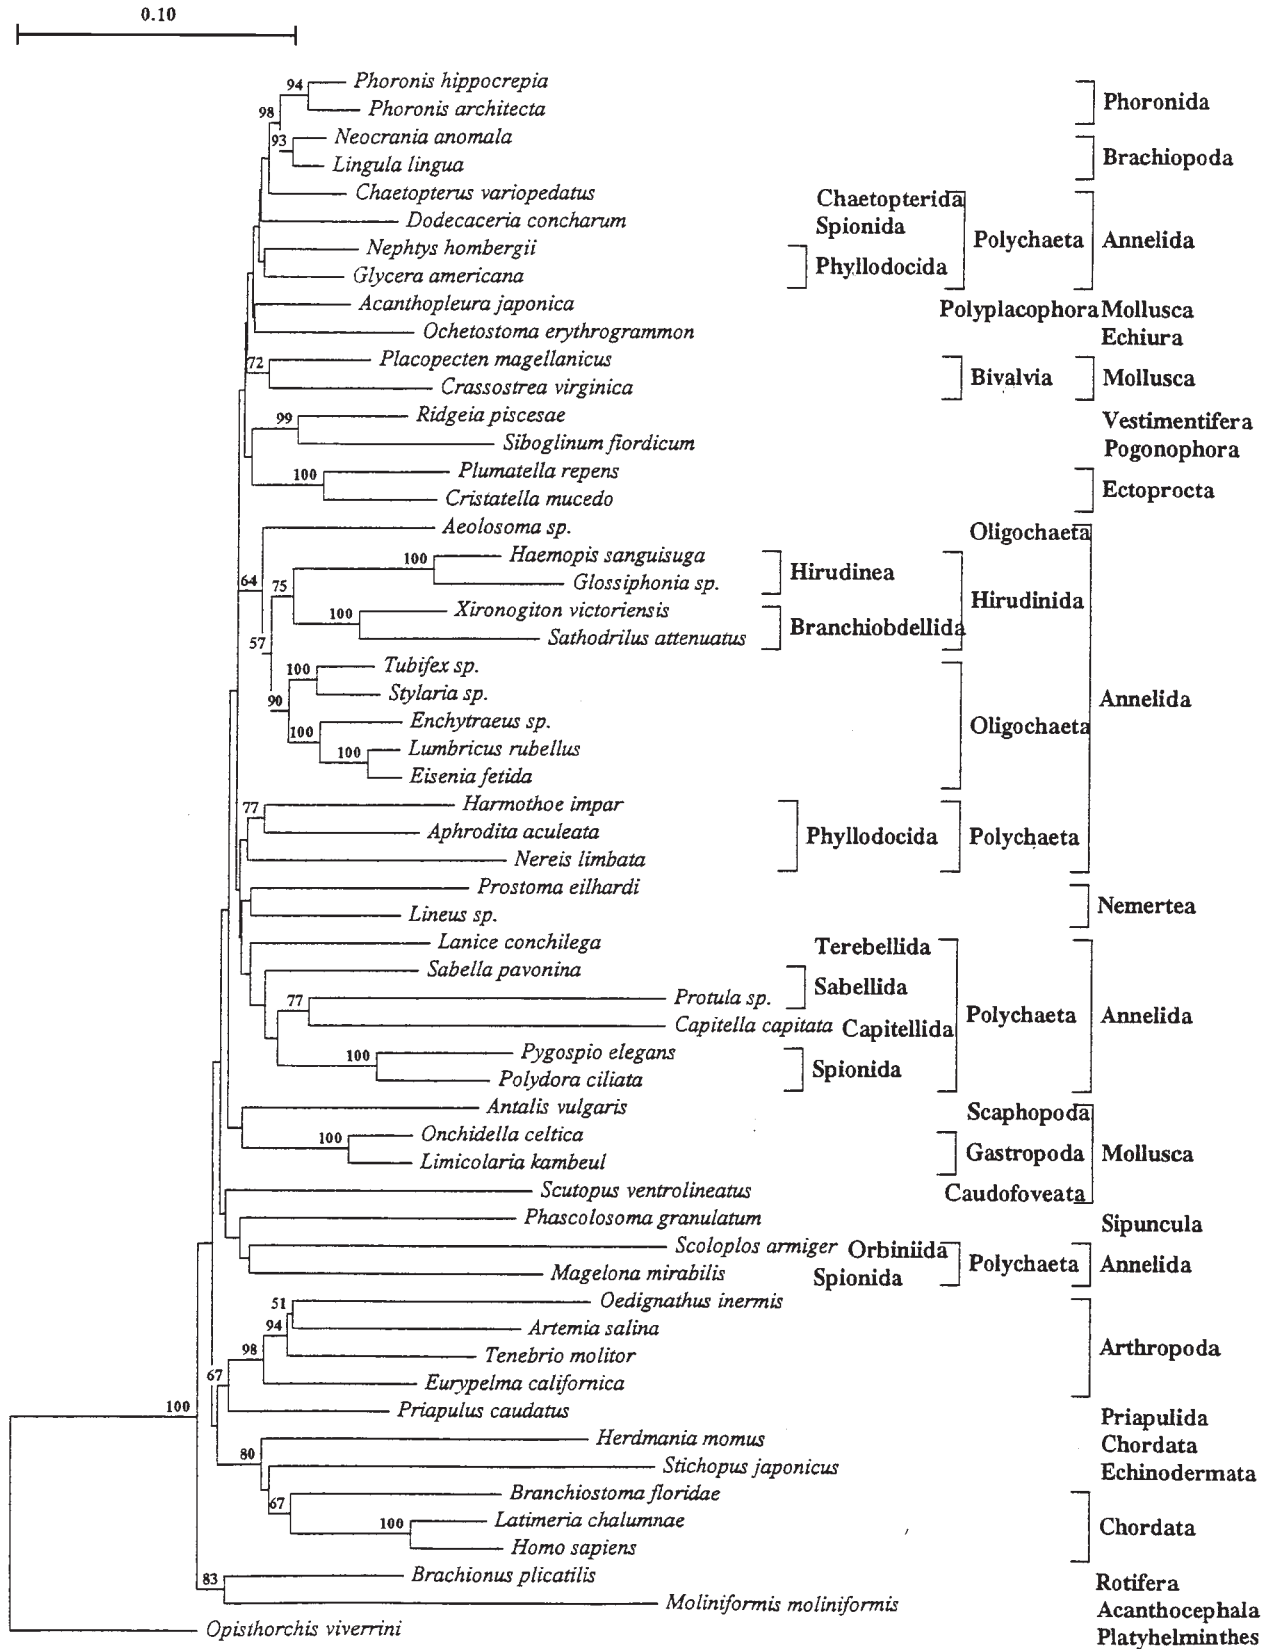 0.10
94 Phoronis hippocrepia
Phoronis architecta
Phoronida
98
93 Neocrania anomala
Lingula lingua
Brachiopoda
Chaetopterus variopedatus Chaetopterida
Dodecaceria concharum Spionida
Nephtys hombergii
Glycera americana
Phyllodocida Polychaeta Annelida
Acanthopleura japonica Polyplacophora Mollusca
Ochetostoma erythrogrammon Echiura
72 Placopecten magellanicus
Crassostrea virginica
Bivalvia Mollusca
99 Ridgeia piscesae Vestimentifera
Siboglinum fiordicum Pogonophora
100 Plumatella repens
Cristatella mucedo
Ectoprocta
Aeolosoma sp. Oligochaeta
100 Haemopis sanguisuga
Glossiphonia sp.
Hirudinea
64 75
Hirudinida
100 Xironogiton victoriensis
Sathodrilus attenuatus
Branchiobdellida
57
100 Tubifex sp.
Stylaria sp.
90
Annelida
100 Enchytraeus sp.
Oligochaeta
100 Lumbricus rubellus
Eisenia fetida
77 Harmothoe impar
Aphrodita aculeata
Phyllodocida Polychaeta
Nereis limbata
Prostoma eilhardi
Lineus sp.
Nemertea
Lanice conchilega Terebellida
Sabella pavonina
Sabellida
77 Protula sp.
Capitella capitata Capitellida
Polychaeta Annelida
100 Pygospio elegans
Polydora ciliata
Spionida
Antalis vulgaris Scaphopoda
100 Onchidella celtica
Limicolaria kambeul
Gastropoda Mollusca
Scutopus ventrolineatus Caudofoveata
Phascolosoma granulatum Sipuncula
Scoloplos armiger Orbiniida
Magelona mirabilis Spionida
Polychaeta Annelida
51 Oedignathus inermis
94 Artemia salina
98 Tenebrio molitor
Arthropoda
67 Eurypelma californica
100 Priapulus caudatus Priapulida
80 Herdmania momus Chordata
Stichopus japonicus Echinodermata
67 Branchiostoma floridae
100 Latimeria chalumnae
Chordata
Homo sapiens
83 Brachionus plicatilis Rotifera
Moliniformis moliniformis Acanthocephala
Opisthorchis viverrini Platyhelminthes